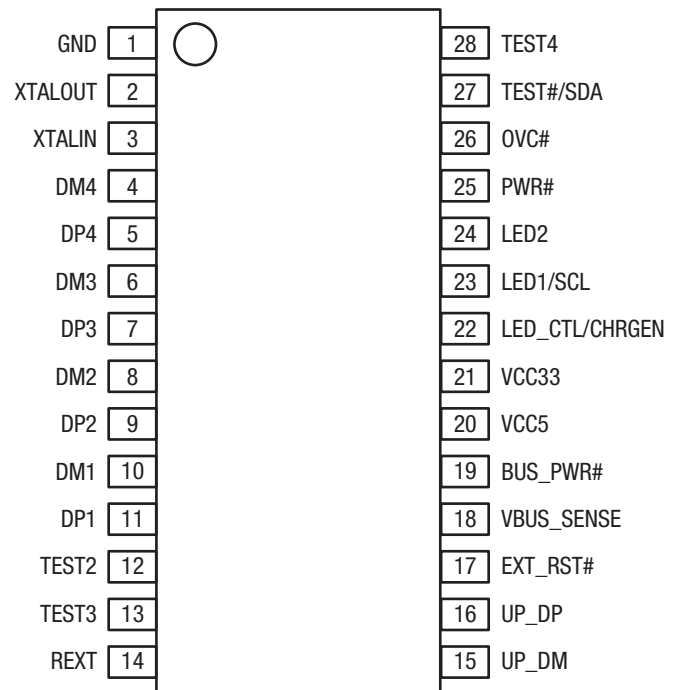 GND 1 28 TEST4
XTALOUT 2 27 TEST#/SDA
XTALIN 3 26 OVC#
DM4 4 25 PWR#
DP4 5 24 LED2
DM3 6 23 LED1/SCL
DP3 7 22 LED_CTL/CHRGEN
DM2 8 21 VCC33
DP2 9 20 VCC5
DM1 10 19 BUS_PWR#
DP1 11 18 VBUS_SENSE
TEST2 12 17 EXT_RST#
TEST3 13 16 UP_DP
REXT 14 15 UP_DM